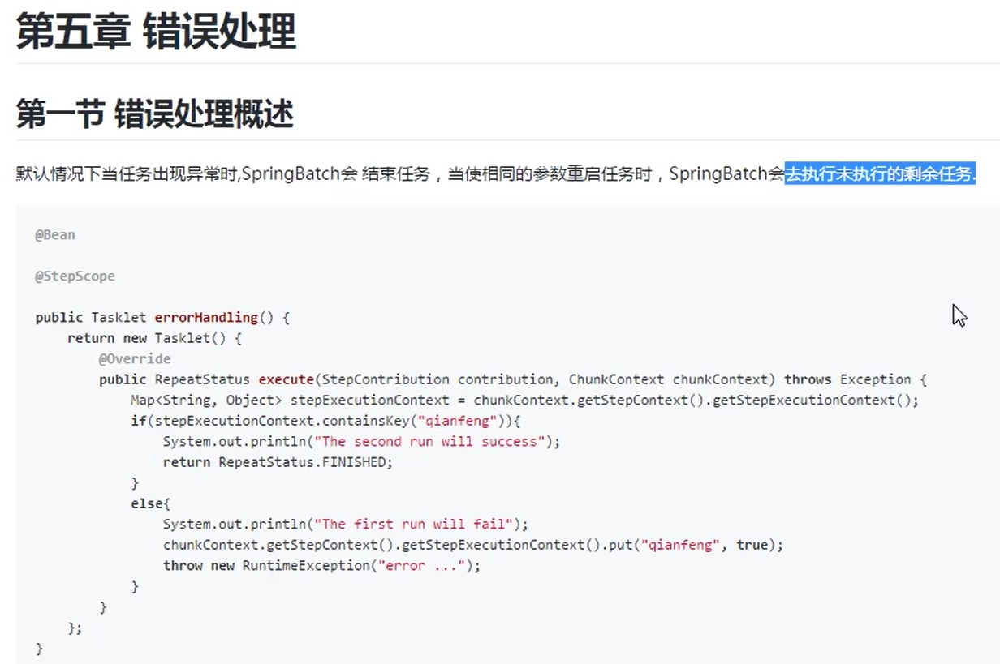 第五章 错误处理
第一节 错误处理概述
默认情况下当任务出现异常时,SpringBatch会 结束任务，当使相同的参数重启任务时，SpringBatch会去执行未执行的剩余任务.
@Bean
@StepScope
public Tasklet errorHandling() {
    return new Tasklet() {
        @Override
        public RepeatStatus execute(StepContribution contribution, ChunkContext chunkContext) throws Exception {
            Map<String, Object> stepExecutionContext = chunkContext.getStepContext().getStepExecutionContext();
            if(stepExecutionContext.containsKey("qianfeng")){
                System.out.println("The second run will success");
                return RepeatStatus.FINISHED;
            }
            else{
                System.out.println("The first run will fail");
                chunkContext.getStepContext().getStepExecutionContext().put("qianfeng", true);
                throw new RuntimeException("error ...");
            }
        }
    };
}